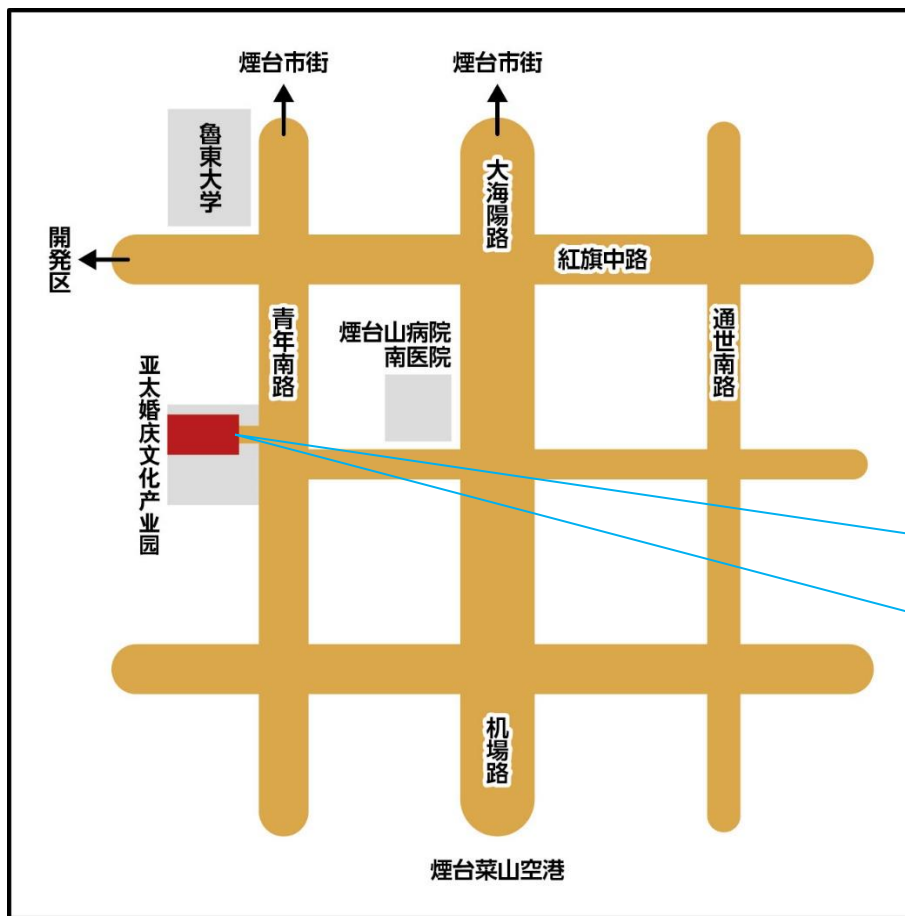 煙台市街
煙台市街
魯東大学
大海陽路
開発区
紅旗中路
青年南路
煙台山病院
南医院
通世南路
亚太婚庆文化产业园
机場路
煙台菜山空港